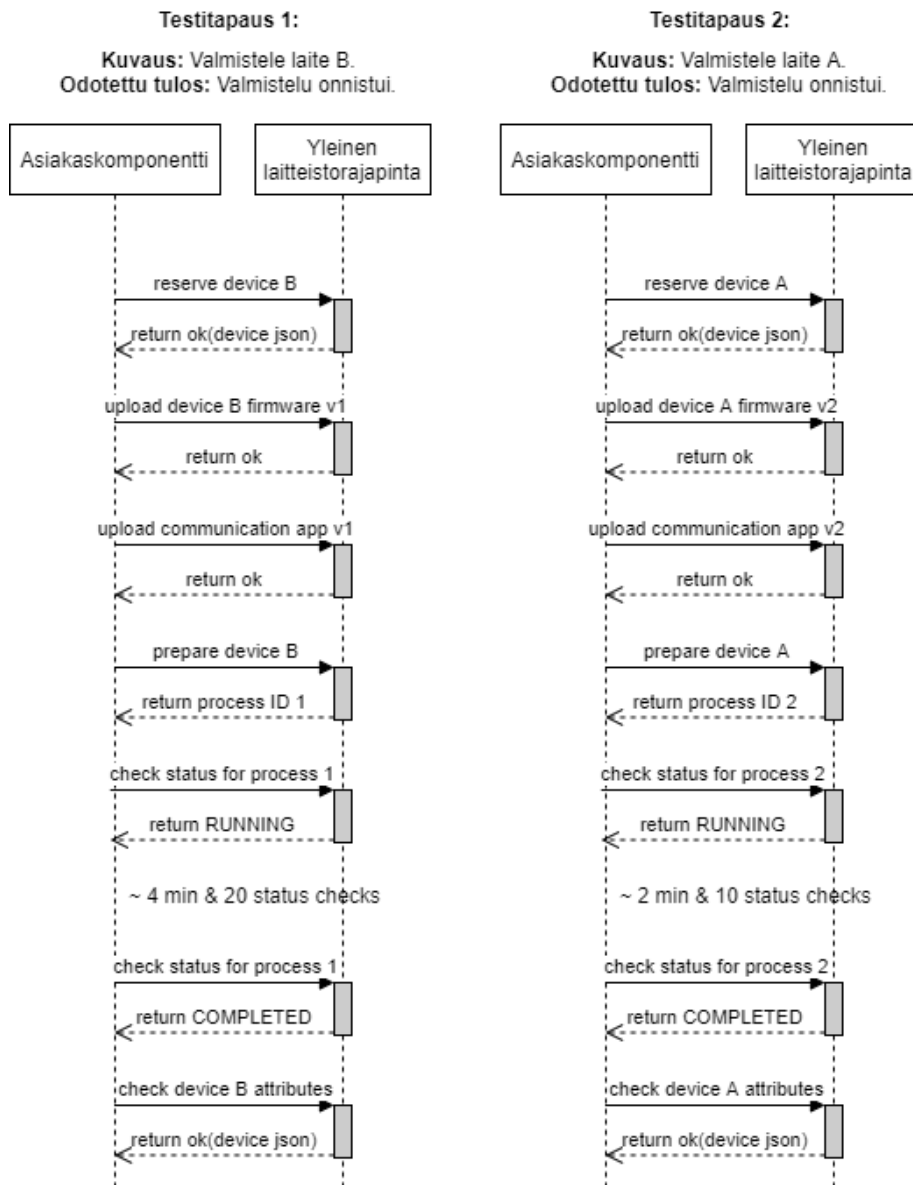 Testitapaus 1:
Kuvaus: Valmistele laite B.
Odotettu tulos: Valmistelu onnistui.
Asiakaskomponentti
Yleinen
laitteistorajapinta
reserve device B
return ok(device json)
upload device B firmware v1
return ok
upload communication app v1
return ok
prepare device B
return process ID 1
check status for process 1
return RUNNING
~ 4 min & 20 status checks
check status for process 1
return COMPLETED
check device B attributes
return ok(device json)
Testitapaus 2:
Kuvaus: Valmistele laite A.
Odotettu tulos: Valmistelu onnistui.
Asiakaskomponentti
Yleinen
laitteistorajapinta
reserve device A
return ok(device json)
upload device A firmware v2
return ok
upload communication app v2
return ok
prepare device A
return process ID 2
check status for process 2
return RUNNING
~ 2 min & 10 status checks
check status for process 2
return COMPLETED
check device A attributes
return ok(device json)